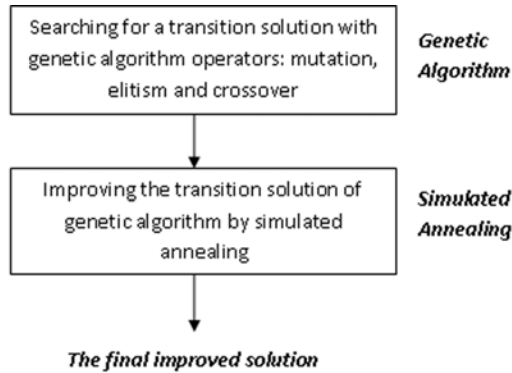 Searching for a transition solution with
genetic algorithm operators: mutation,
elitism and crossover
Genetic
Algorithm
Improving the transition solution of
genetic algorithm by simulated
annealing
Simulated
Annealing
The final improved solution